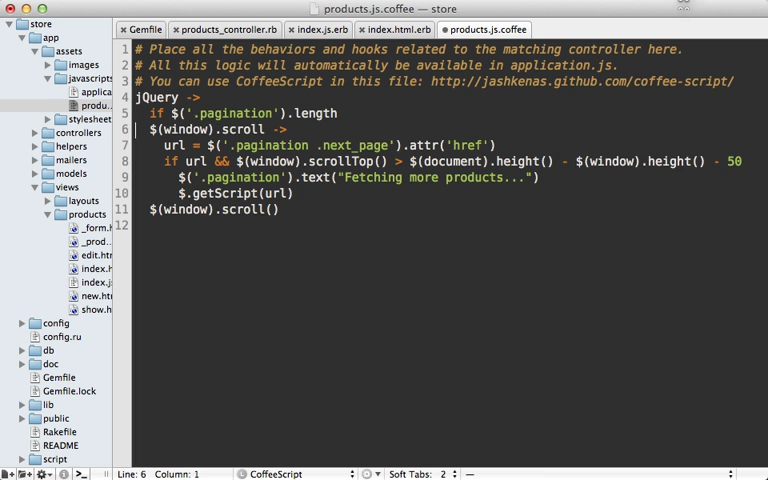 products.js.coffee — store
store
app
assets
images
javascripts
applica
produ..
stylesheet
controllers
helpers
mailers
models
views
layouts
products
_form.h
_prod..
edit.htn
index.h
index.j
new.htr
show.h
config
config.ru
db
doc
Gemfile
Gemfile.lock
lib
public
Rakefile
README
script
Gemfile
products_controller.rb
index.js.erb
index.html.erb
products.js.coffee
1 # Place all the behaviors and hooks related to the matching controller here.
2 # All this logic will automatically be available in application.js.
3 # You can use CoffeeScript in this file: http://jashkenas.github.com/coffee-script/
4 jQuery ->
5 if $('.pagination').length
6 $(window).scroll ->
7 url = $('.pagination .next_page').attr('href')
8 if url && $(window).scrollTop() > $(document).height() - $(window).height() - 50
9 $('.pagination').text("Fetching more products...")
10 $.getScript(url)
11 $(window).scroll()
12
Line: 6 Column: 1
CoffeeScript
Soft Tabs: 2
—